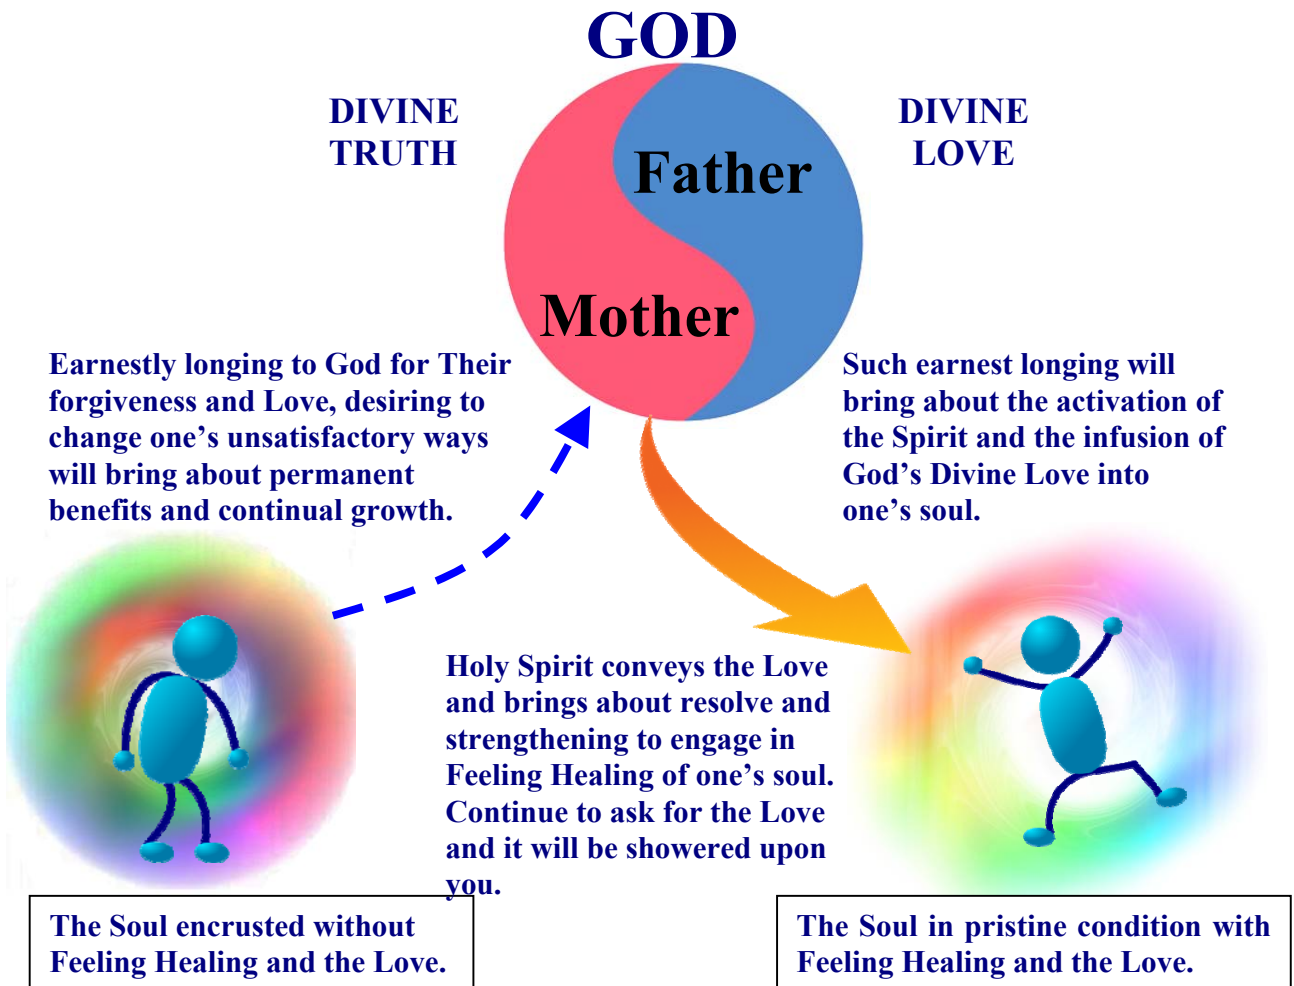 GOD
DIVINE
TRUTH
DIVINE
LOVE
Father
Mother
Earnestly longing to God for Their
forgiveness and Love, desiring to
change one’s unsatisfactory ways
will bring about permanent
benefits and continual growth.
Such earnest longing will
bring about the activation of
the Spirit and the infusion of
God’s Divine Love into
one’s soul.
Holy Spirit conveys the Love
and brings about resolve and
strengthening to engage in
Feeling Healing of one’s soul.
Continue to ask for the Love
and it will be showered upon
you.
The Soul encrusted without
Feeling Healing and the Love.
The Soul in pristine condition with
Feeling Healing and the Love.